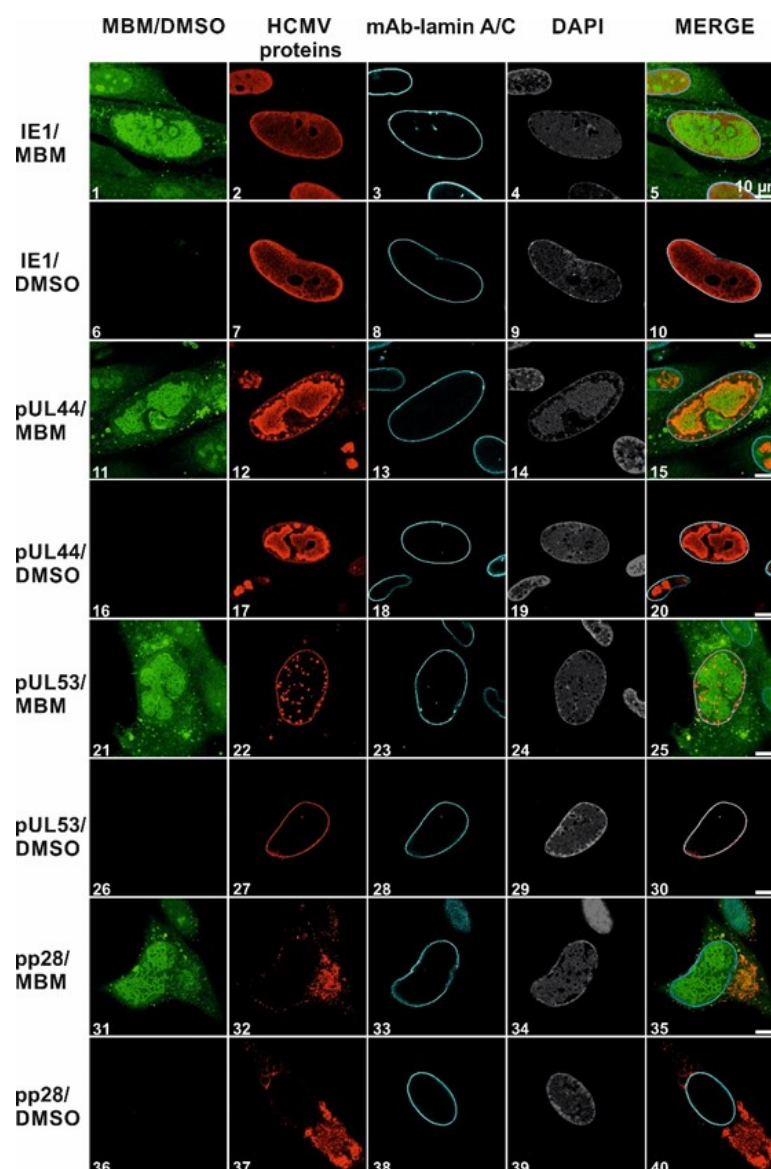 MBM/DMSO HCMV proteins mAb-lamin A/C DAPI MERGE
IE1/
MBM
1 2 3 4 5 10 µm
IE1/
DMSO
6 7 8 9 10
pUL44/
MBM
11 12 13 14 15
pUL44/
DMSO
16 17 18 19 20
pUL53/
MBM
21 22 23 24 25
pUL53/
DMSO
26 27 28 29 30
pp28/
MBM
31 32 33 34 35
pp28/
DMSO
36 37 38 39 40